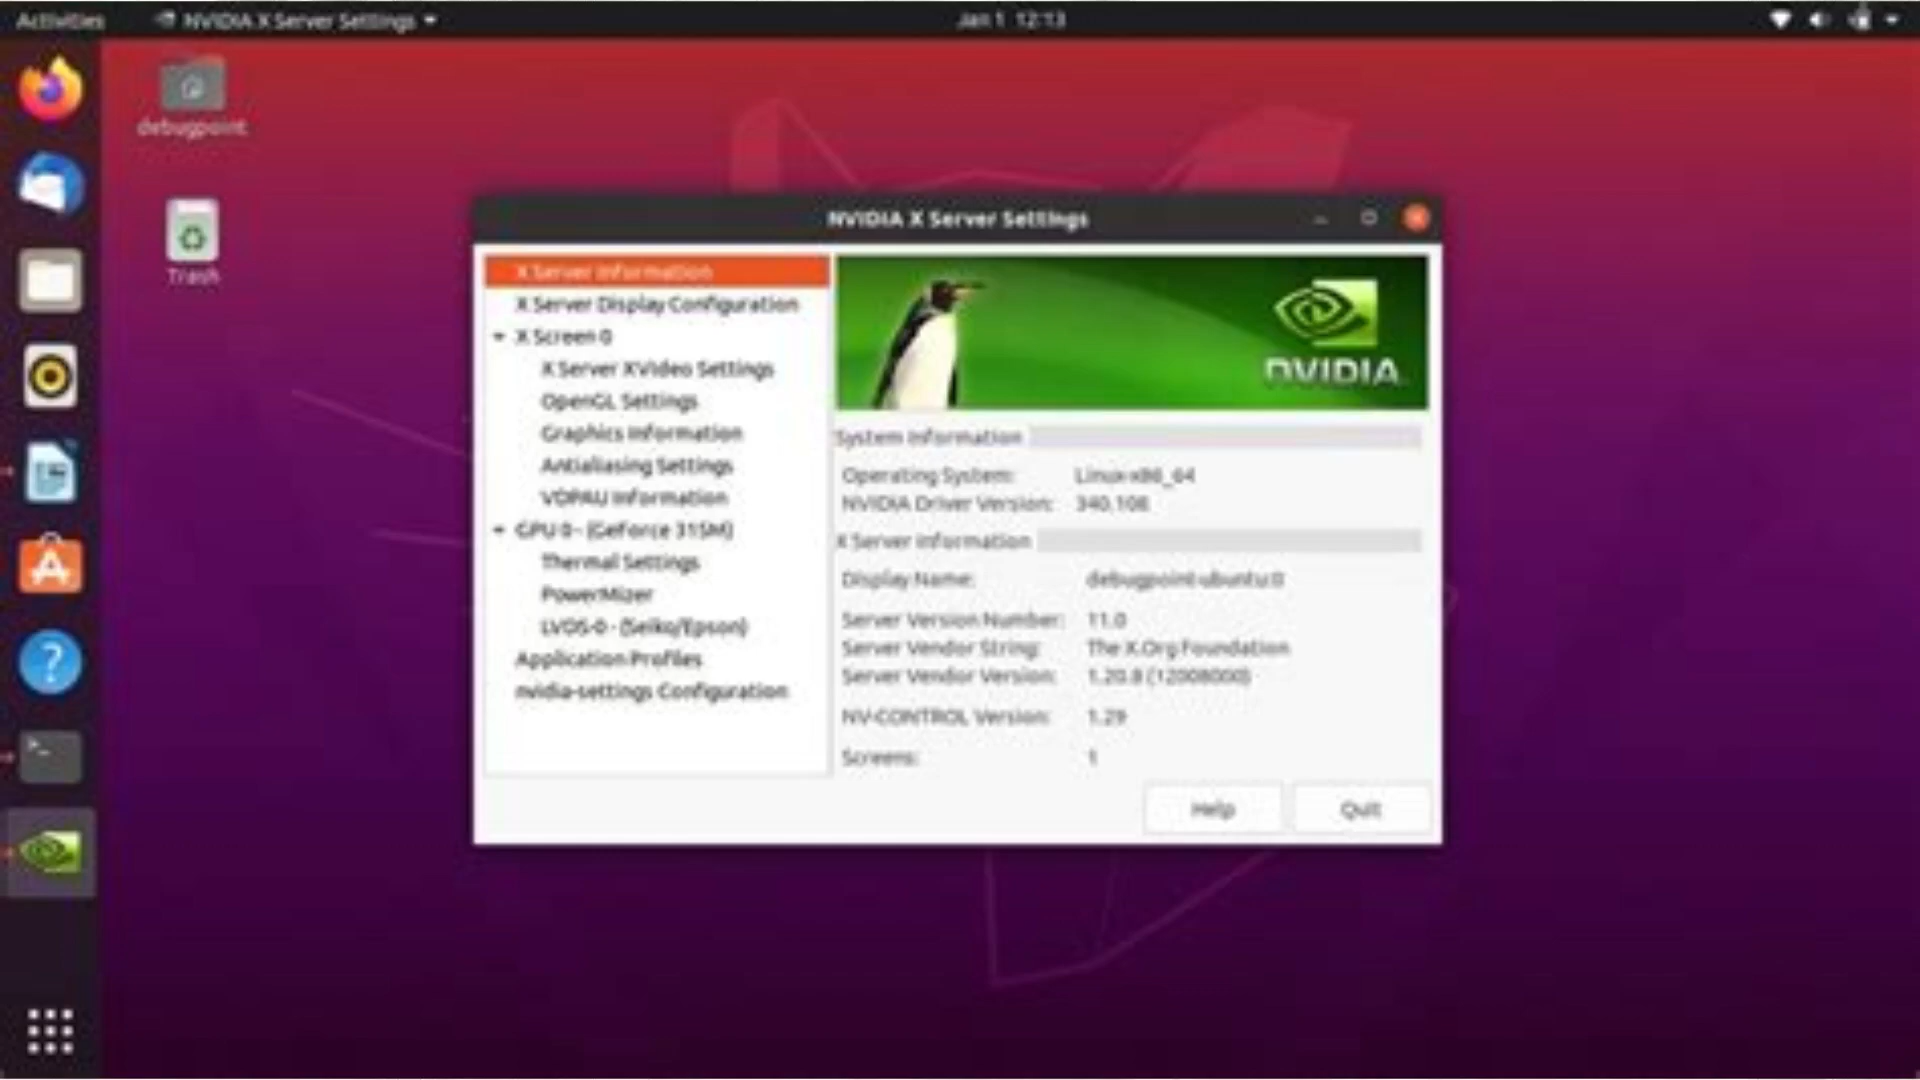 Activities
NVIDIA X Server Settings
Jan 1 12:13
debugpoint
Trash
NVIDIA X Server Settings
X Server Information
X Server Display Configuration
X Screen 0
X Server XVideo Settings
OpenGL Settings
Graphics Information
Antialiasing Settings
VDPAU Information
GPU 0 - (GeForce 315M)
Thermal Settings
PowerMizer
LVDS-0 - (Seiko/Epson)
Application Profiles
nvidia-settings Configuration
NVIDIA
System Information
Operating System: Linux-x86_64
NVIDIA Driver Version: 340.108
X Server Information
Display Name: debugpoint-ubuntu:0
Server Version Number: 11.0
Server Vendor String: The X.Org Foundation
Server Vendor Version: 1.20.8 (12008000)
NV-CONTROL Version: 1.29
Screens: 1
Help
Quit